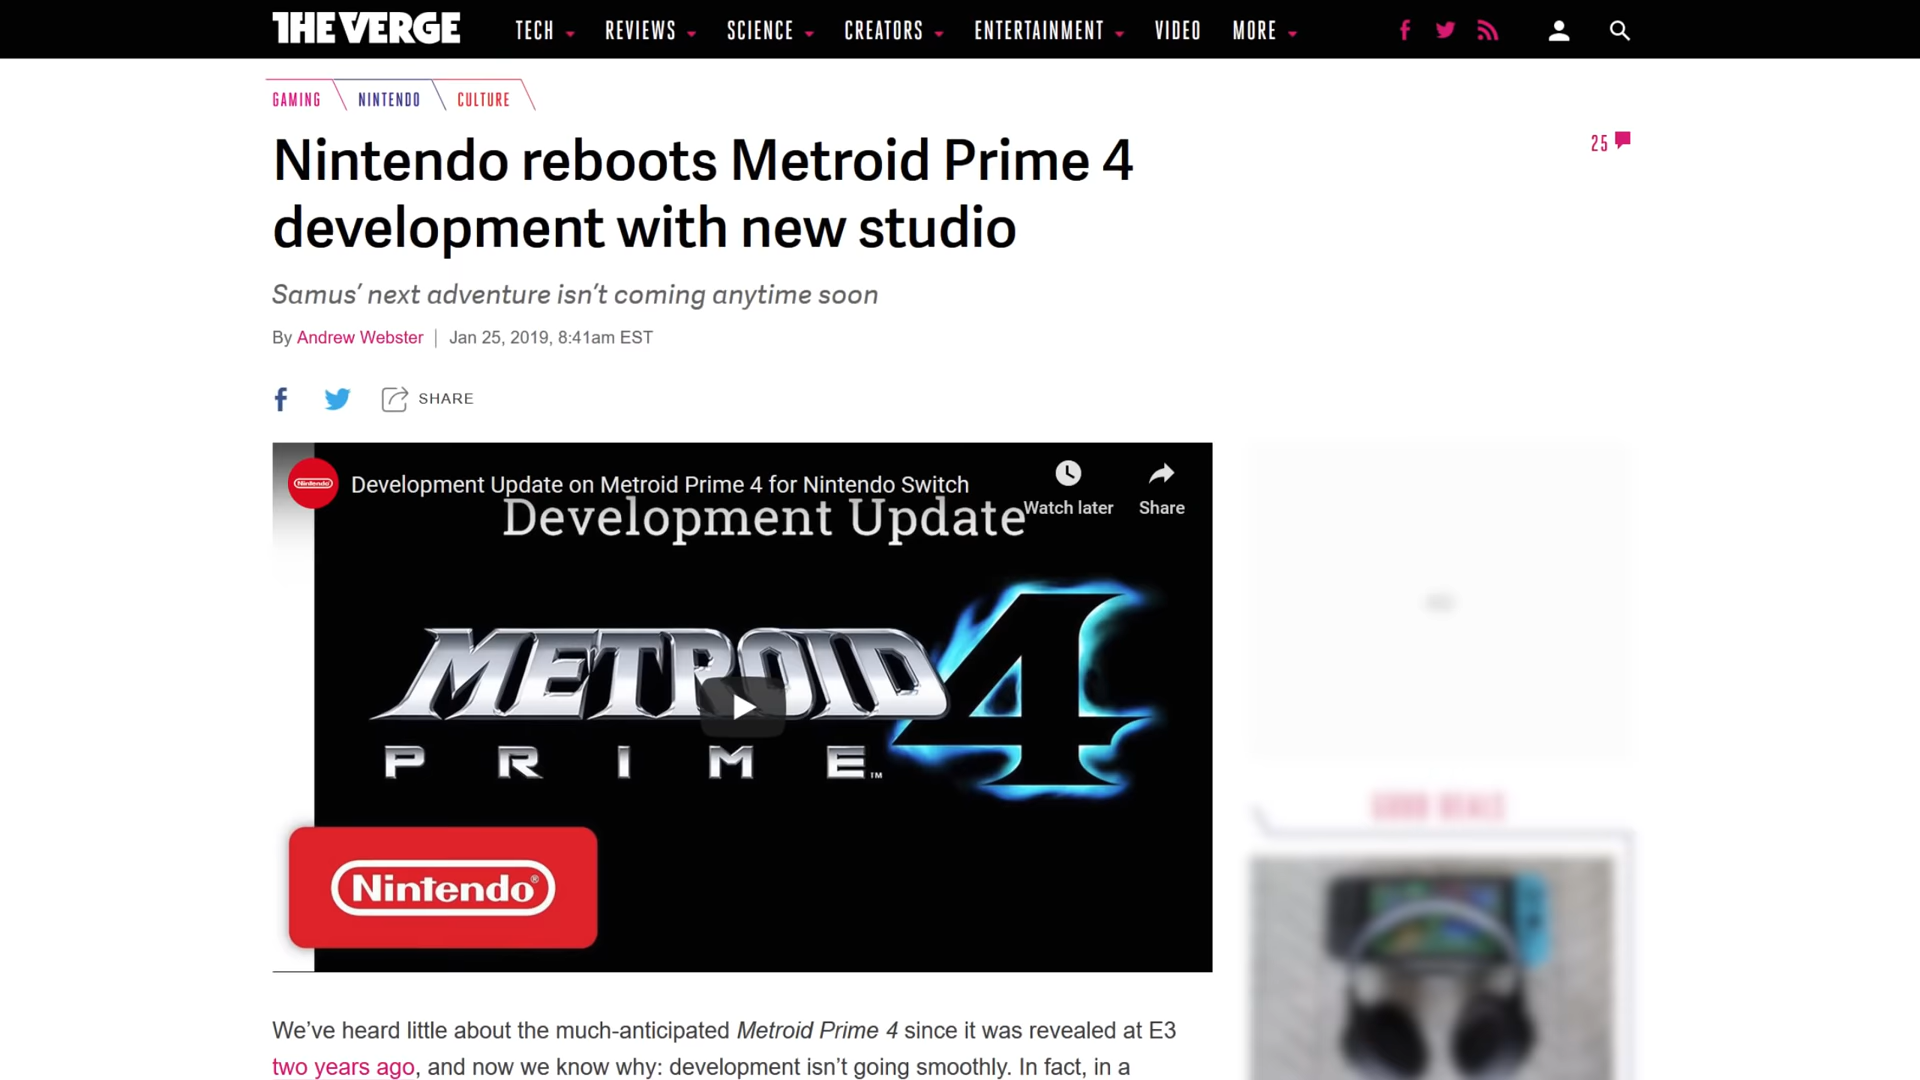 THE VERGE
TECH REVIEWS SCIENCE CREATORS ENTERTAINMENT VIDEO MORE
GAMING NINTENDO CULTURE
Nintendo reboots Metroid Prime 4
development with new studio
25
Samus’ next adventure isn’t coming anytime soon
By Andrew Webster | Jan 25, 2019, 8:41am EST
SHARE
Nintendo
Development Update on Metroid Prime 4 for Nintendo Switch
Watch later
Share
Development Update
METROID
PRIME™
4
Nintendo®
GOOD DEALS
We’ve heard little about the much-anticipated Metroid Prime 4 since it was revealed at E3
two years ago, and now we know why: development isn’t going smoothly. In fact, in a